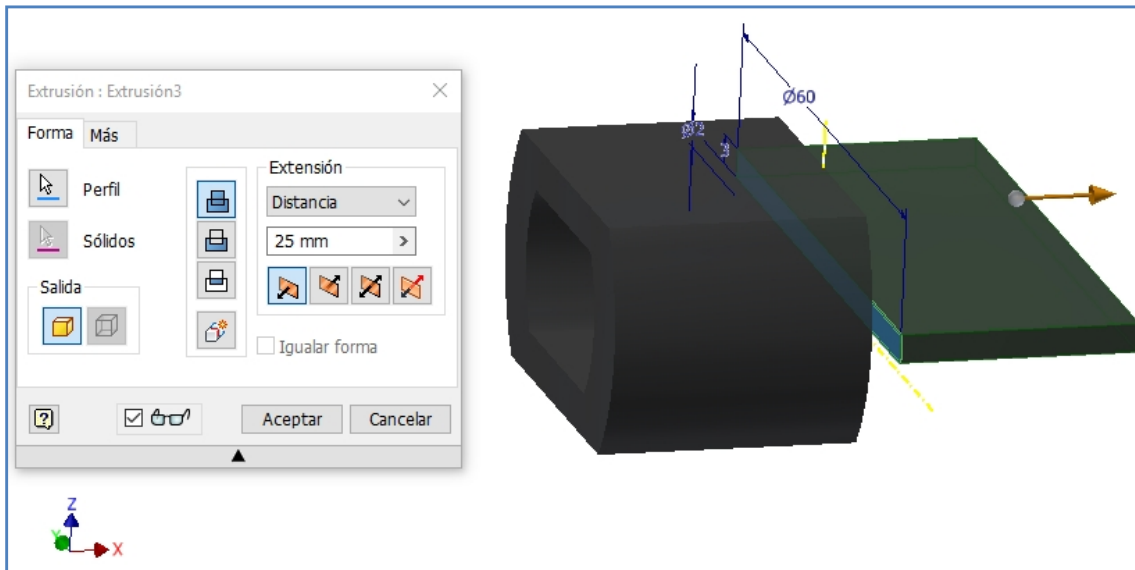 Extrusión : Extrusión3
Forma
Más
Perfil
Sólidos
Salida
Extensión
Distancia
25 mm
Igualar forma
Aceptar
Cancelar
Ø60
Z
Y
X